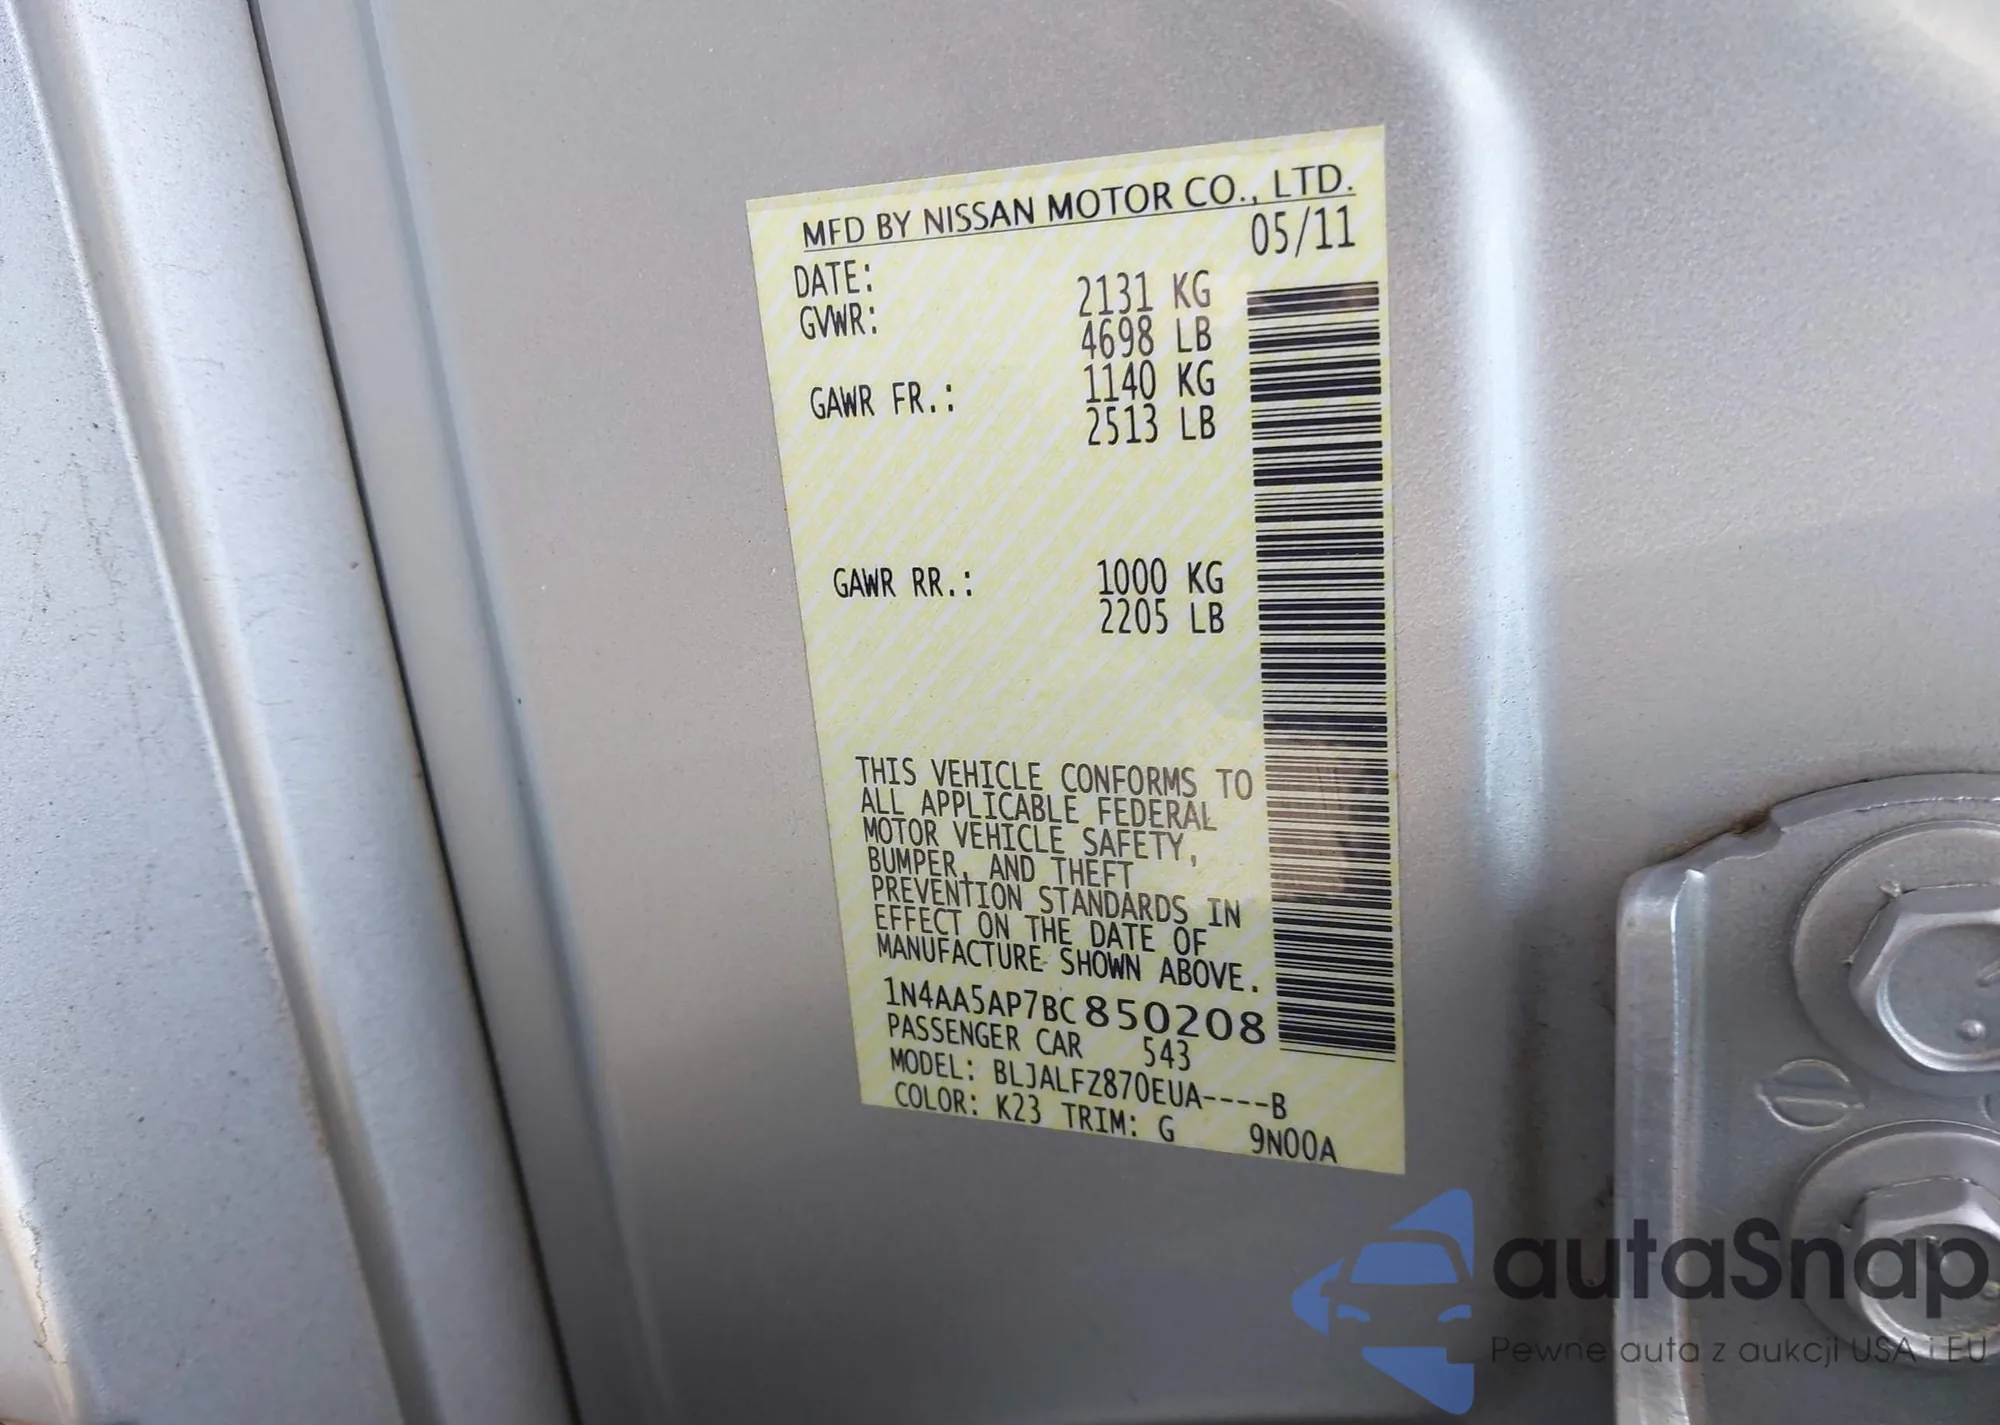 MFD BY NISSAN MOTOR CO., LTD.
DATE: 05/11
GVWR: 2131 KG
4698 LB
GAWR FR.: 1140 KG
2513 LB
GAWR RR.: 1000 KG
2205 LB
THIS VEHICLE CONFORMS TO
ALL APPLICABLE FEDERAL
MOTOR VEHICLE SAFETY,
BUMPER, AND THEFT
PREVENTION STANDARDS IN
EFFECT ON THE DATE OF
MANUFACTURE SHOWN ABOVE.
1N4AA5AP7BC850208
PASSENGER CAR 543
MODEL: BLJALFZ870EUA----B
COLOR: K23 TRIM: G 9N00A
autaSnap
Pewne auta z aukcji USA i EU